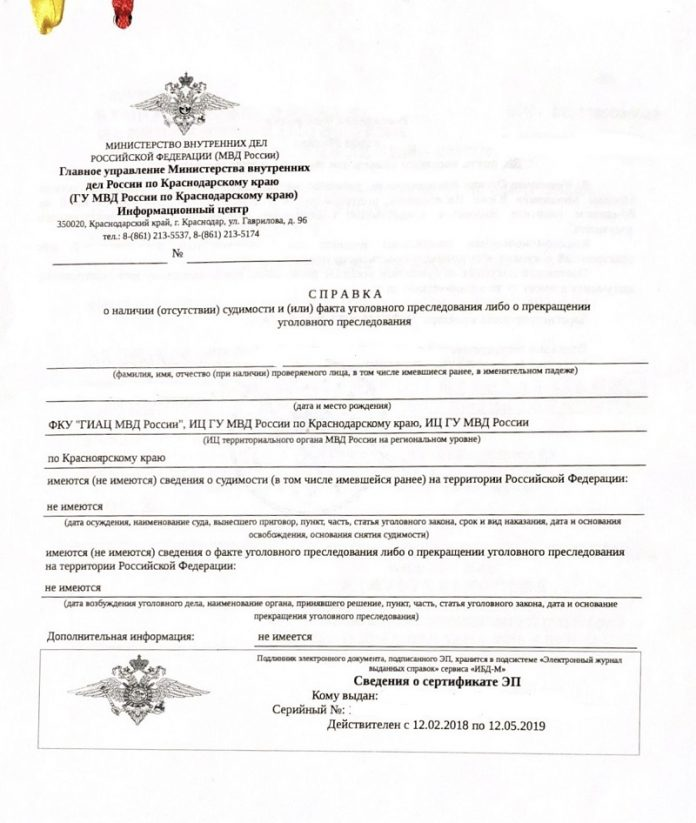 МИНИСТЕРСТВО ВНУТРЕННИХ ДЕЛ
РОССИЙСКОЙ ФЕДЕРАЦИИ (МВД России)
Главное управление Министерства внутренних
дел России по Краснодарскому краю
(ГУ МВД России по Краснодарскому краю)
Информационный центр
350020, Краснодарский край, г. Краснодар, ул. Гаврилова, д. 96
тел.: 8-(861) 213-5537, 8-(861) 213-5174
№
СПРАВКА
о наличии (отсутствии) судимости и (или) факта уголовного преследования либо о прекращении
уголовного преследования
(фамилия, имя, отчество (при наличии) проверяемого лица, в том числе имевшиеся ранее, в именительном падеже)
(дата и место рождения)
ФКУ "ГИАЦ МВД России", ИЦ ГУ МВД России по Краснодарскому краю, ИЦ ГУ МВД России
(ИЦ территориального органа МВД России на региональном уровне)
по Красноярскому краю
имеются (не имеются) сведения о судимости (в том числе имевшейся ранее) на территории Российской Федерации:
не имеются
(дата осуждения, наименование суда, вынесшего приговор, пункт, часть, статья уголовного закона, срок и вид наказания, дата и основания
освобождения, основания снятия судимости)
имеются (не имеются) сведения о факте уголовного преследования либо о прекращении уголовного преследования
на территории Российской Федерации:
не имеются
(дата возбуждения уголовного дела, наименование органа, принявшего решение, пункт, часть, статья уголовного закона, дата и основание
прекращения уголовного преследования)
Дополнительная информация: не имеется
Подлинник электронного документа, подписанного ЭП, хранится в подсистеме «Электронный журнал
выданных справок» сервиса «ИБД-М»
Сведения о сертификате ЭП
Кому выдан:
Серийный №:
Действителен с 12.02.2018 по 12.05.2019